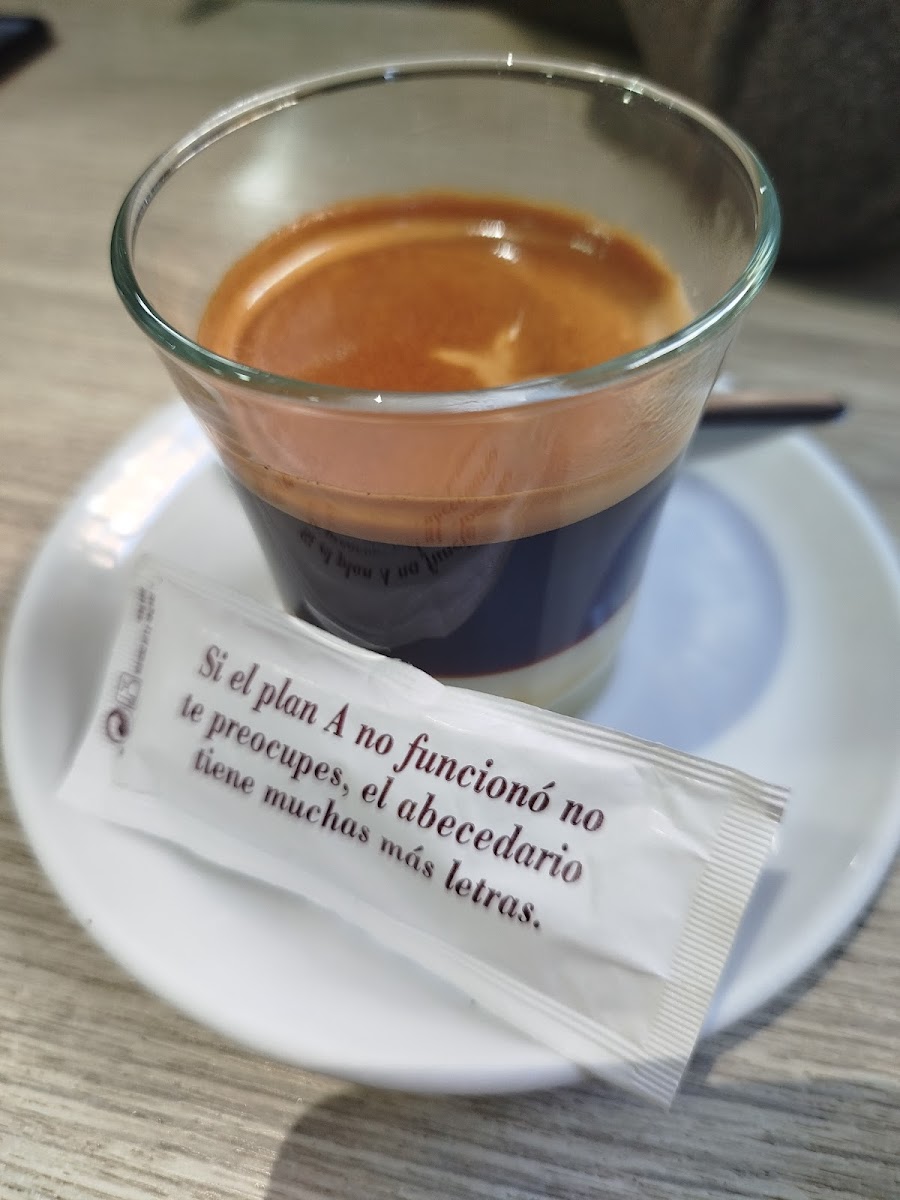 Si el plan A no funcionó no
te preocupes, el abecedario
tiene muchas más letras.